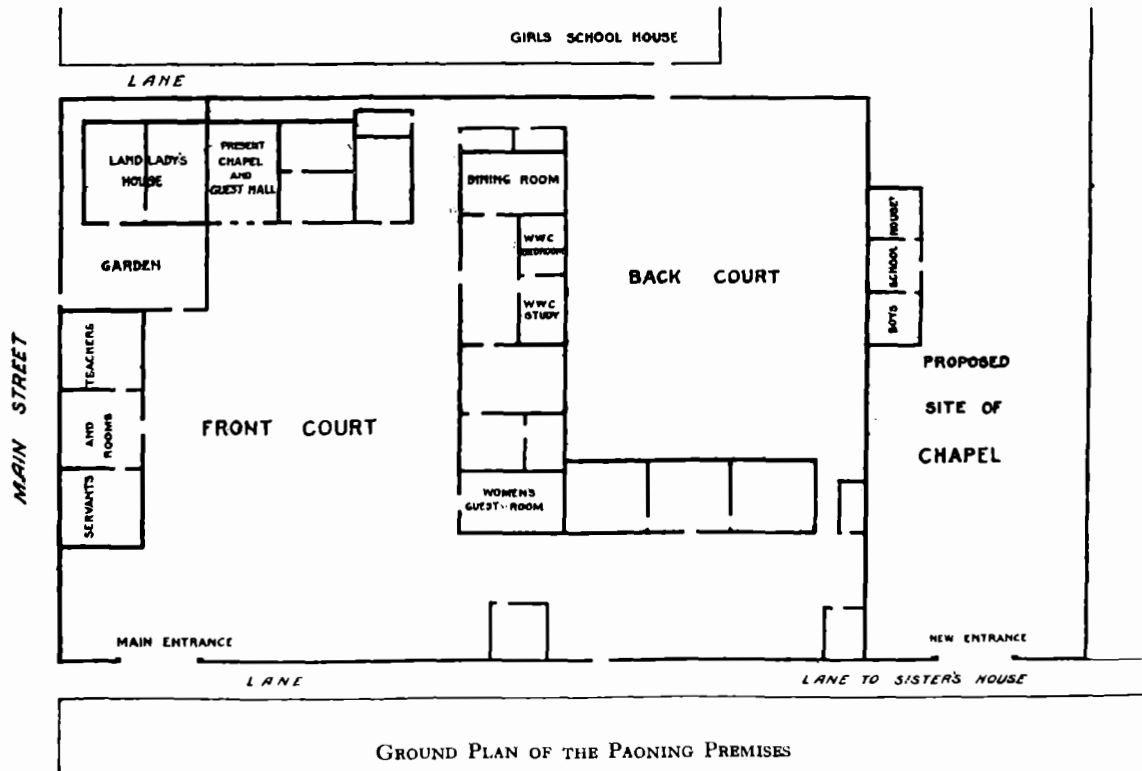 GIRLS SCHOOL HOUSE
LANE
LAND LADY'S
HOUSE
PRESENT
CHAPEL
AND
GUEST HALL
GARDEN
DINING ROOM
WWC
BEDROOM
WWC
STUDY
BACK COURT
BOYS SCHOOL HOUSE
PROPOSED
SITE OF
CHAPEL
MAIN STREET
SERVANTS AND TEACHERS
ROOMS
FRONT COURT
WOMEN'S
GUEST-ROOM
MAIN ENTRANCE
NEW ENTRANCE
LANE
LANE TO SISTER'S HOUSE
GROUND PLAN OF THE PAONING PREMISES